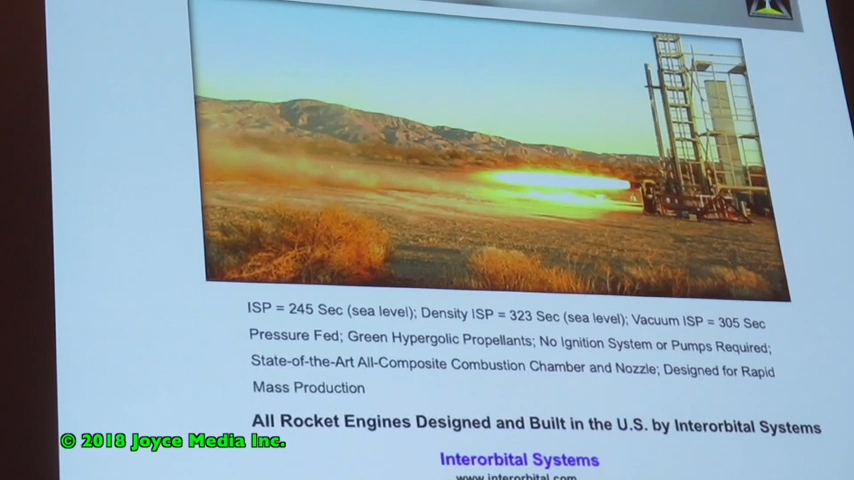 ISP = 245 Sec (sea level); Density ISP = 323 Sec (sea level); Vacuum ISP = 305 Sec
Pressure Fed; Green Hypergolic Propellants; No Ignition System or Pumps Required;
State-of-the-Art All-Composite Combustion Chamber and Nozzle; Designed for Rapid
Mass Production
All Rocket Engines Designed and Built in the U.S. by Interorbital Systems
© 2018 Joyce Media Inc.
Interorbital Systems
www.interorbital.com